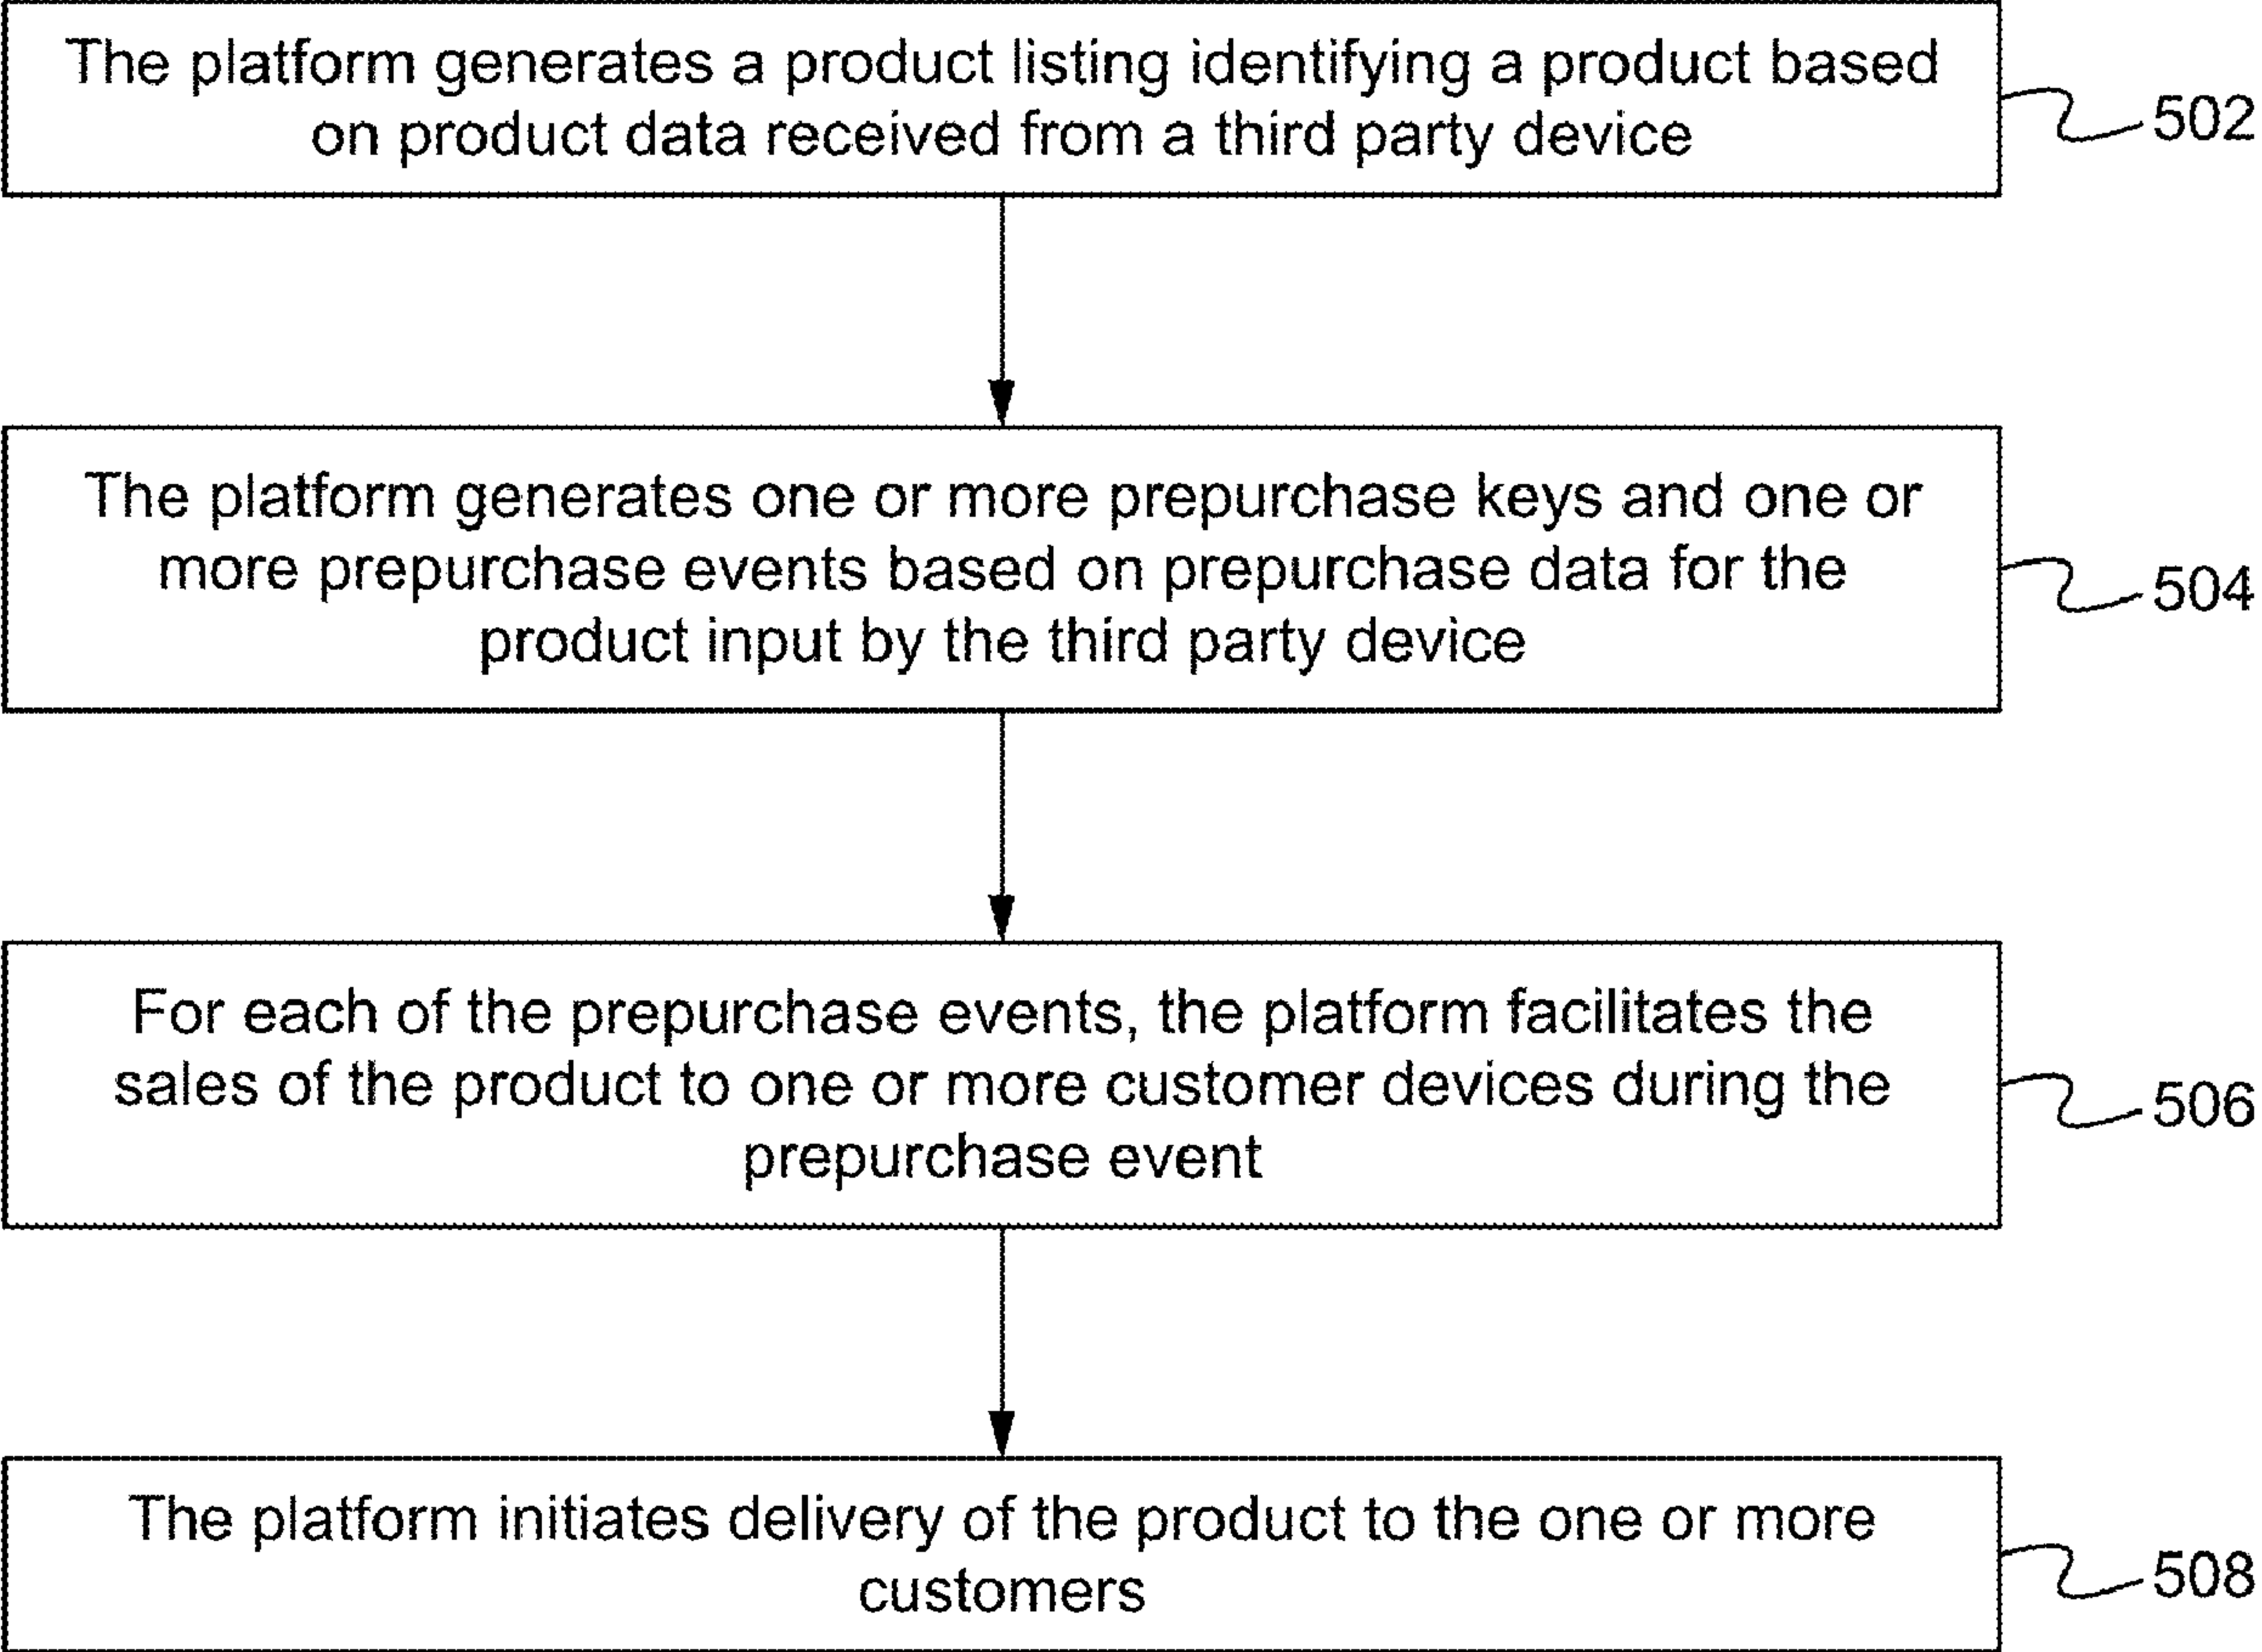 The platform generates a product listing identifying a product based
on product data received from a third party device
502
The platform generates one or more prepurchase keys and one or
more prepurchase events based on prepurchase data for the
product input by the third party device
504
For each of the prepurchase events, the platform facilitates the
sales of the product to one or more customer devices during the
prepurchase event
506
The platform initiates delivery of the product to the one or more
customers
508